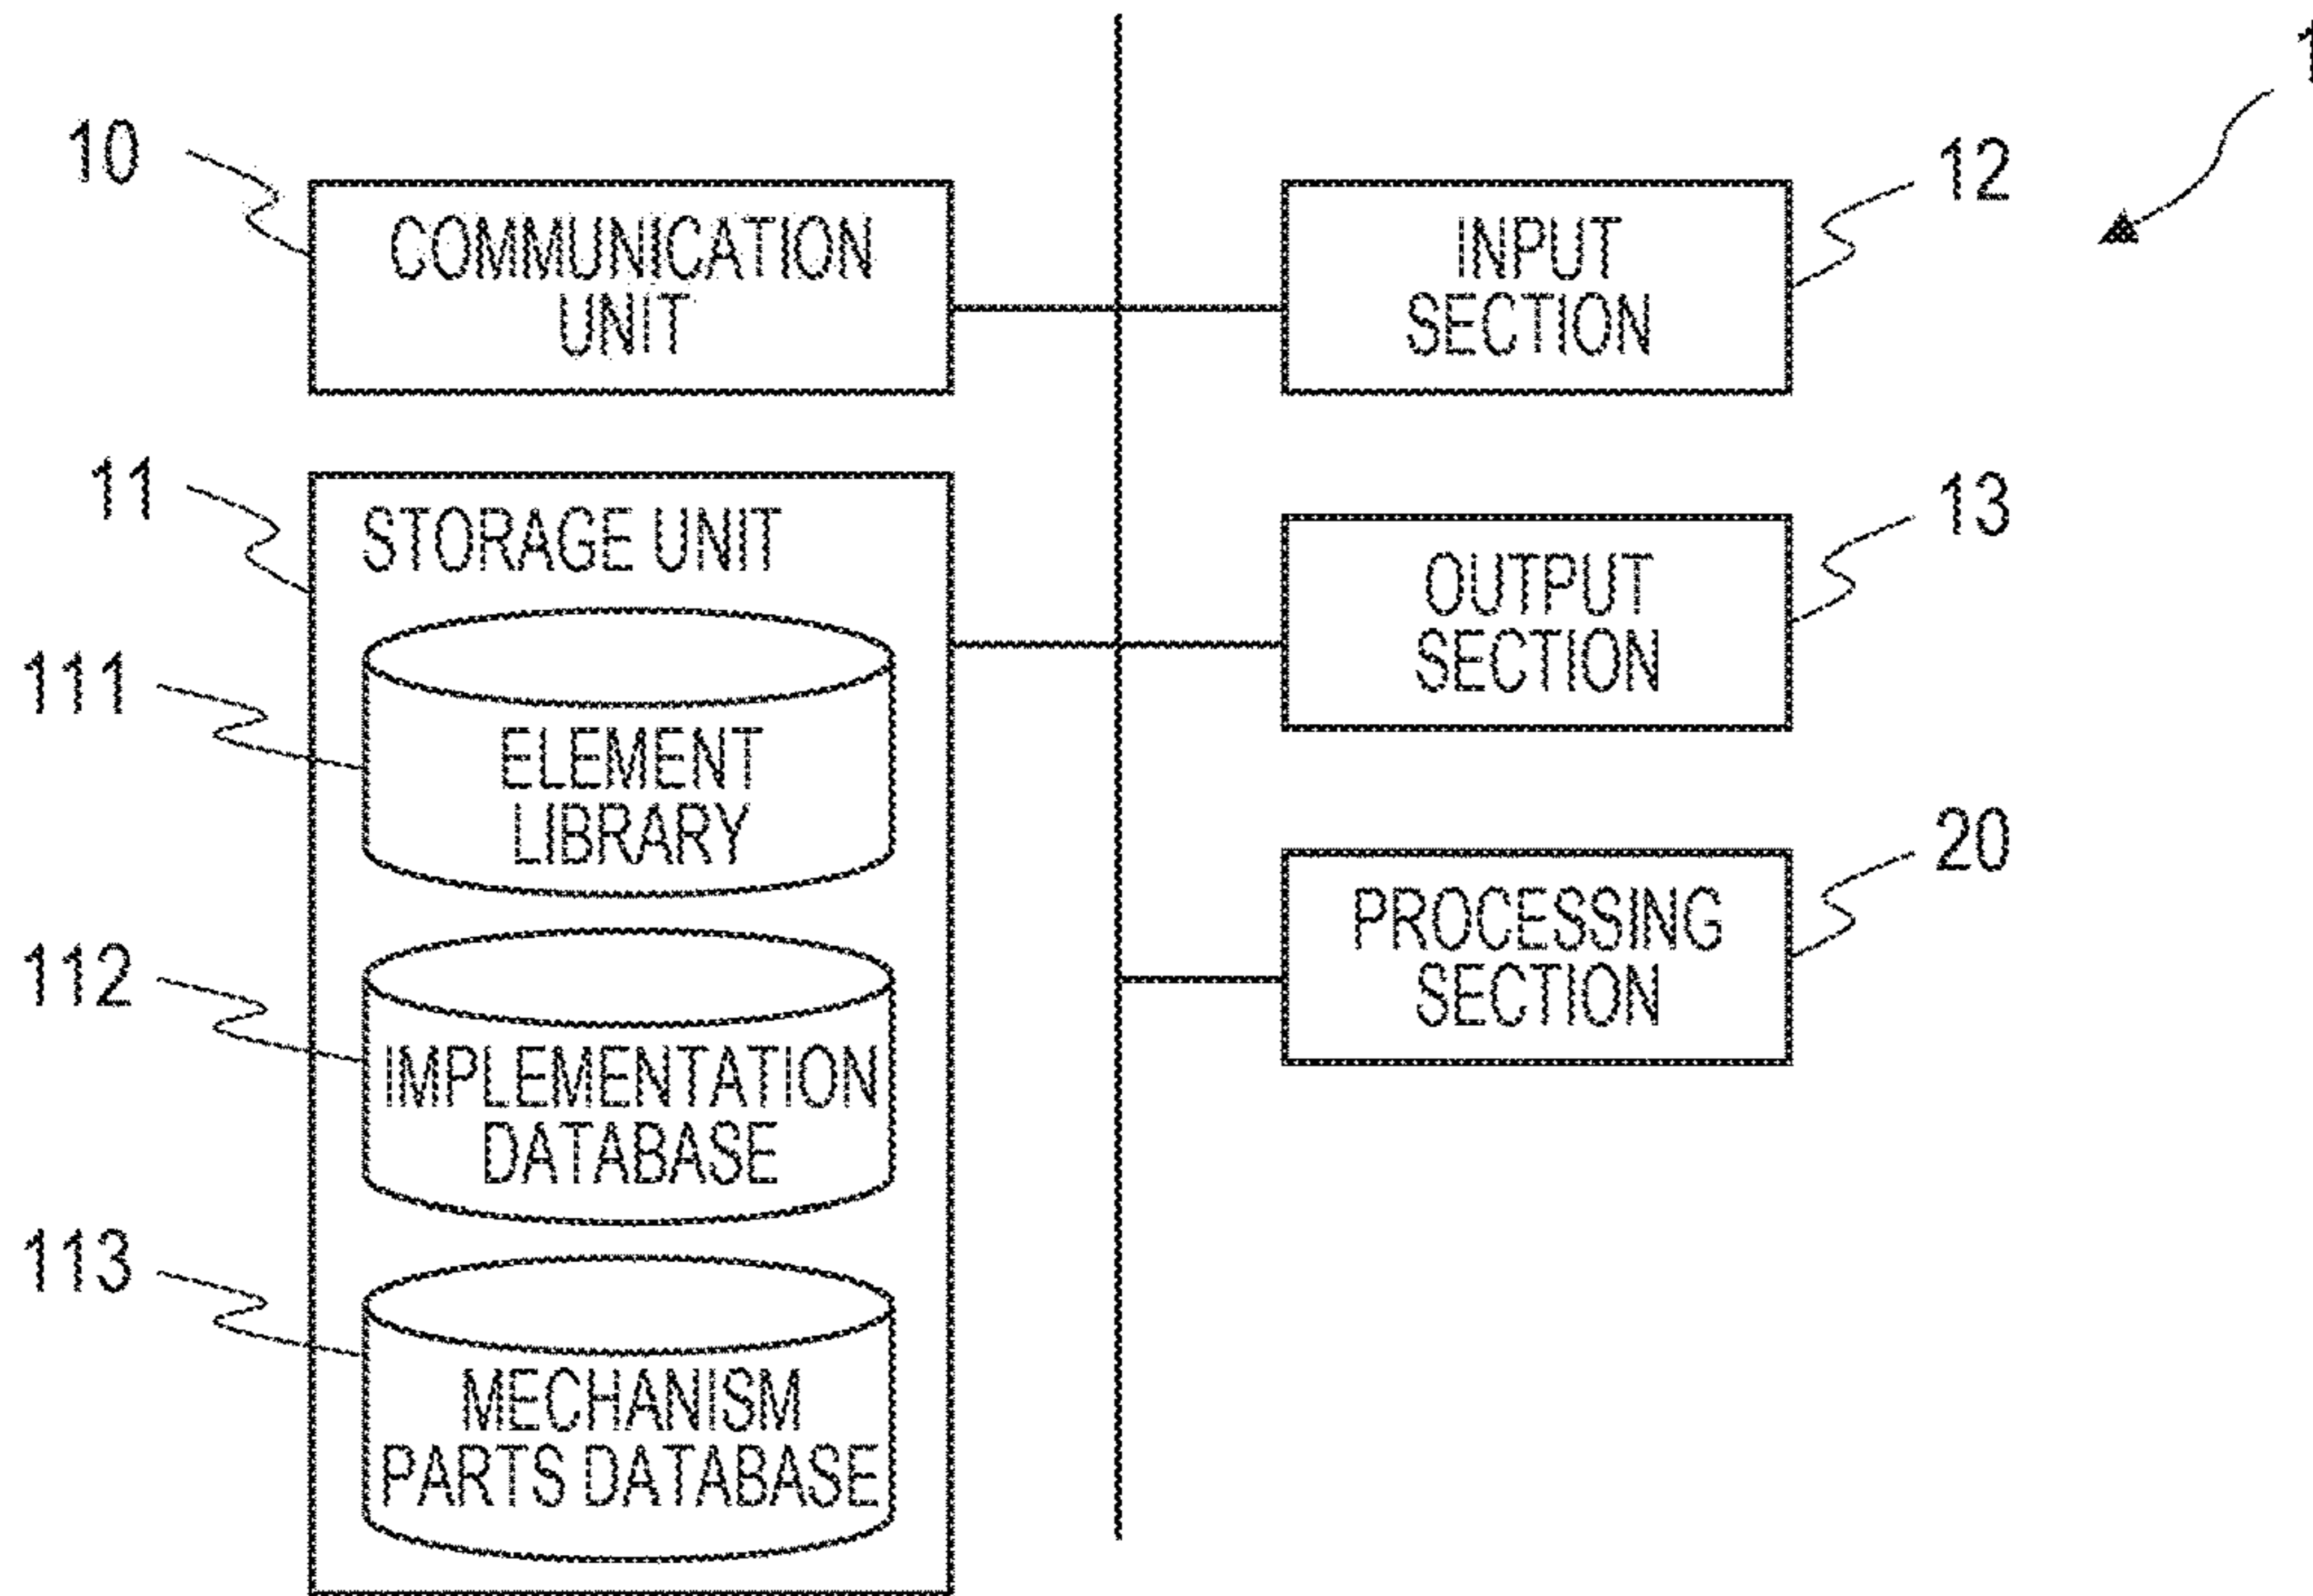 1
10
COMMUNICATION
UNIT
12
INPUT
SECTION
11
STORAGE UNIT
13
OUTPUT
SECTION
111
ELEMENT
LIBRARY
20
PROCESSING
SECTION
112
IMPLEMENTATION
DATABASE
113
MECHANISM
PARTS DATABASE